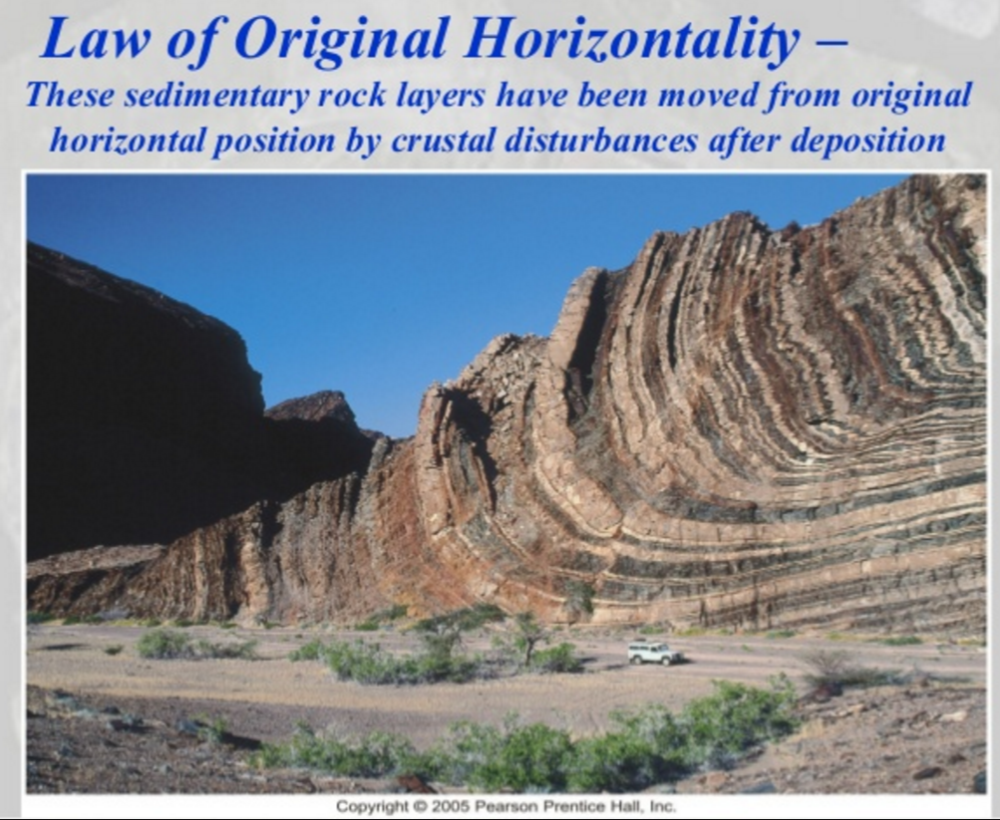 Law of Original Horizontality –
These sedimentary rock layers have been moved from original
horizontal position by crustal disturbances after deposition
Copyright © 2005 Pearson Prentice Hall, Inc.